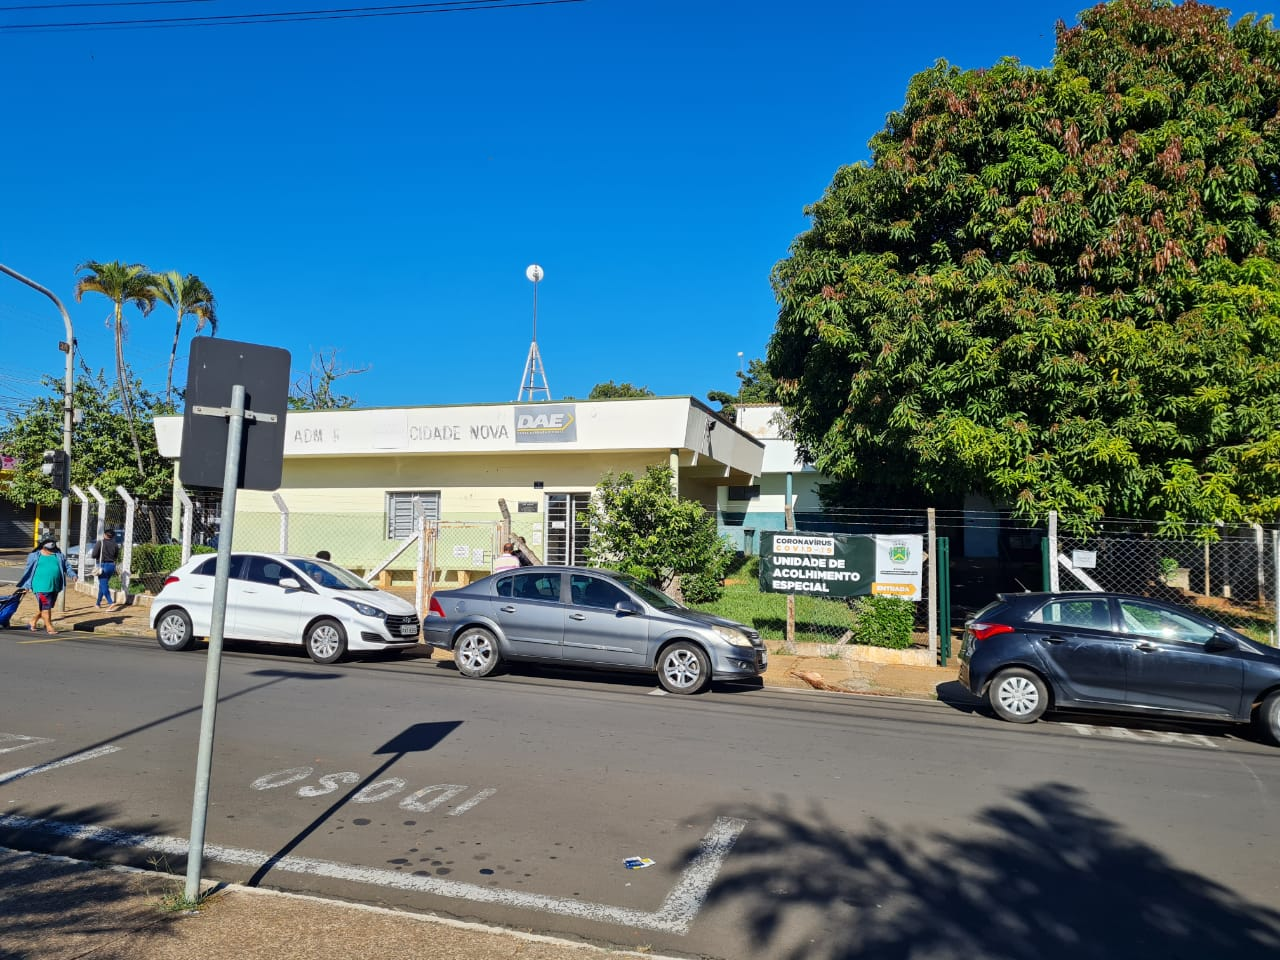 ADM
CIDADE NOVA
DAE
CORONAVÍRUS
COVID-19
UNIDADE DE
ACOLHIMENTO
ESPECIAL
ENTRADA
IDOSO